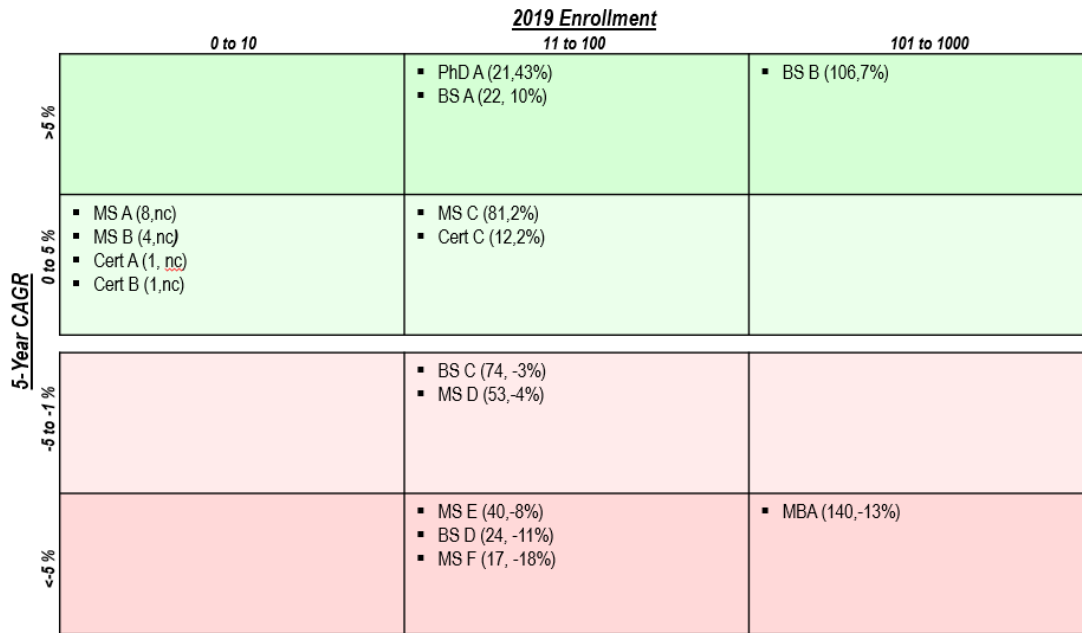 2019 Enrollment
0 to 10
11 to 100
101 to 1000
5-Year CAGR
>5 %
▪ PhD A (21,43%)
▪ BS A (22, 10%)
▪ BS B (106,7%)
0 to 5 %
▪ MS A (8,nc)
▪ MS B (4,nc)
▪ Cert A (1, nc)
▪ Cert B (1,nc)
▪ MS C (81,2%)
▪ Cert C (12,2%)
-5 to -1 %
▪ BS C (74, -3%)
▪ MS D (53,-4%)
<-5 %
▪ MS E (40,-8%)
▪ BS D (24, -11%)
▪ MS F (17, -18%)
▪ MBA (140,-13%)